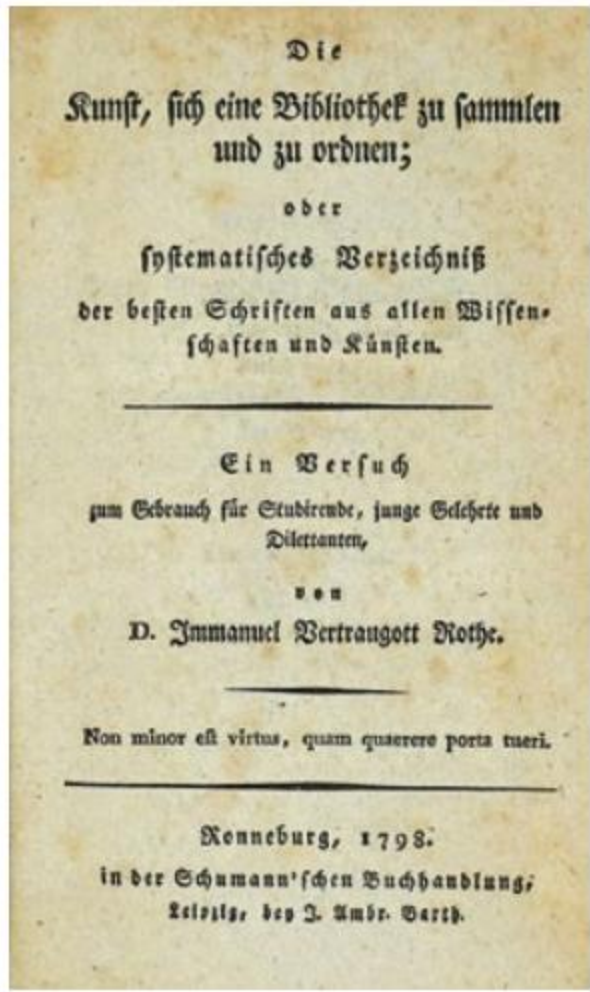 Die
Kunst, sich eine Bibliothek zu sammlen
und zu ordnen;
oder
systematisches Verzeichniß
der besten Schriften aus allen Wissen-
schaften und Künsten.
Ein Versuch
zum Gebrauch für Studirende, junge Gelehrte und
Dilettanten,
von
D. Immanuel Vertraugott Rothe.
Non minor est virtus, quam quaerere parta tueri.
Ronneburg, 1798.
in der Schumann'schen Buchhandlung,
Leipzig, bey J. Ambr. Barth.